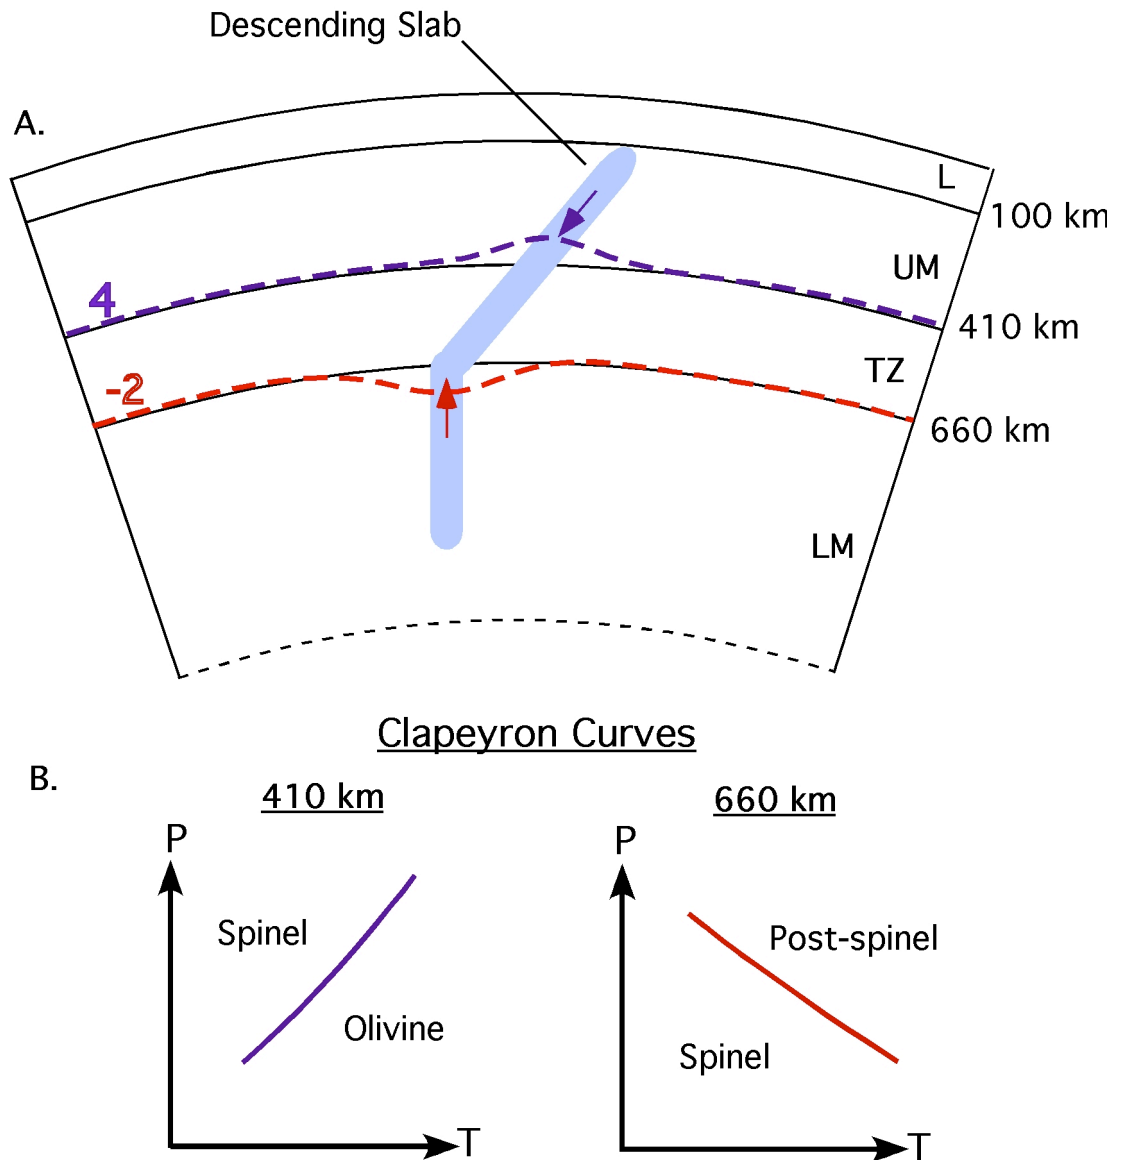 Descending Slab
A.
L
100 km
UM
4
410 km
TZ
-2
660 km
LM
Clapeyron Curves
B.
410 km
660 km
P
P
Spinel
Olivine
Post-spinel
Spinel
T
T